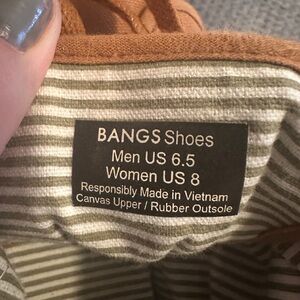 BANGS Shoes
Men US 6.5
Women US 8
Responsibly Made in Vietnam
Canvas Upper / Rubber Outsole